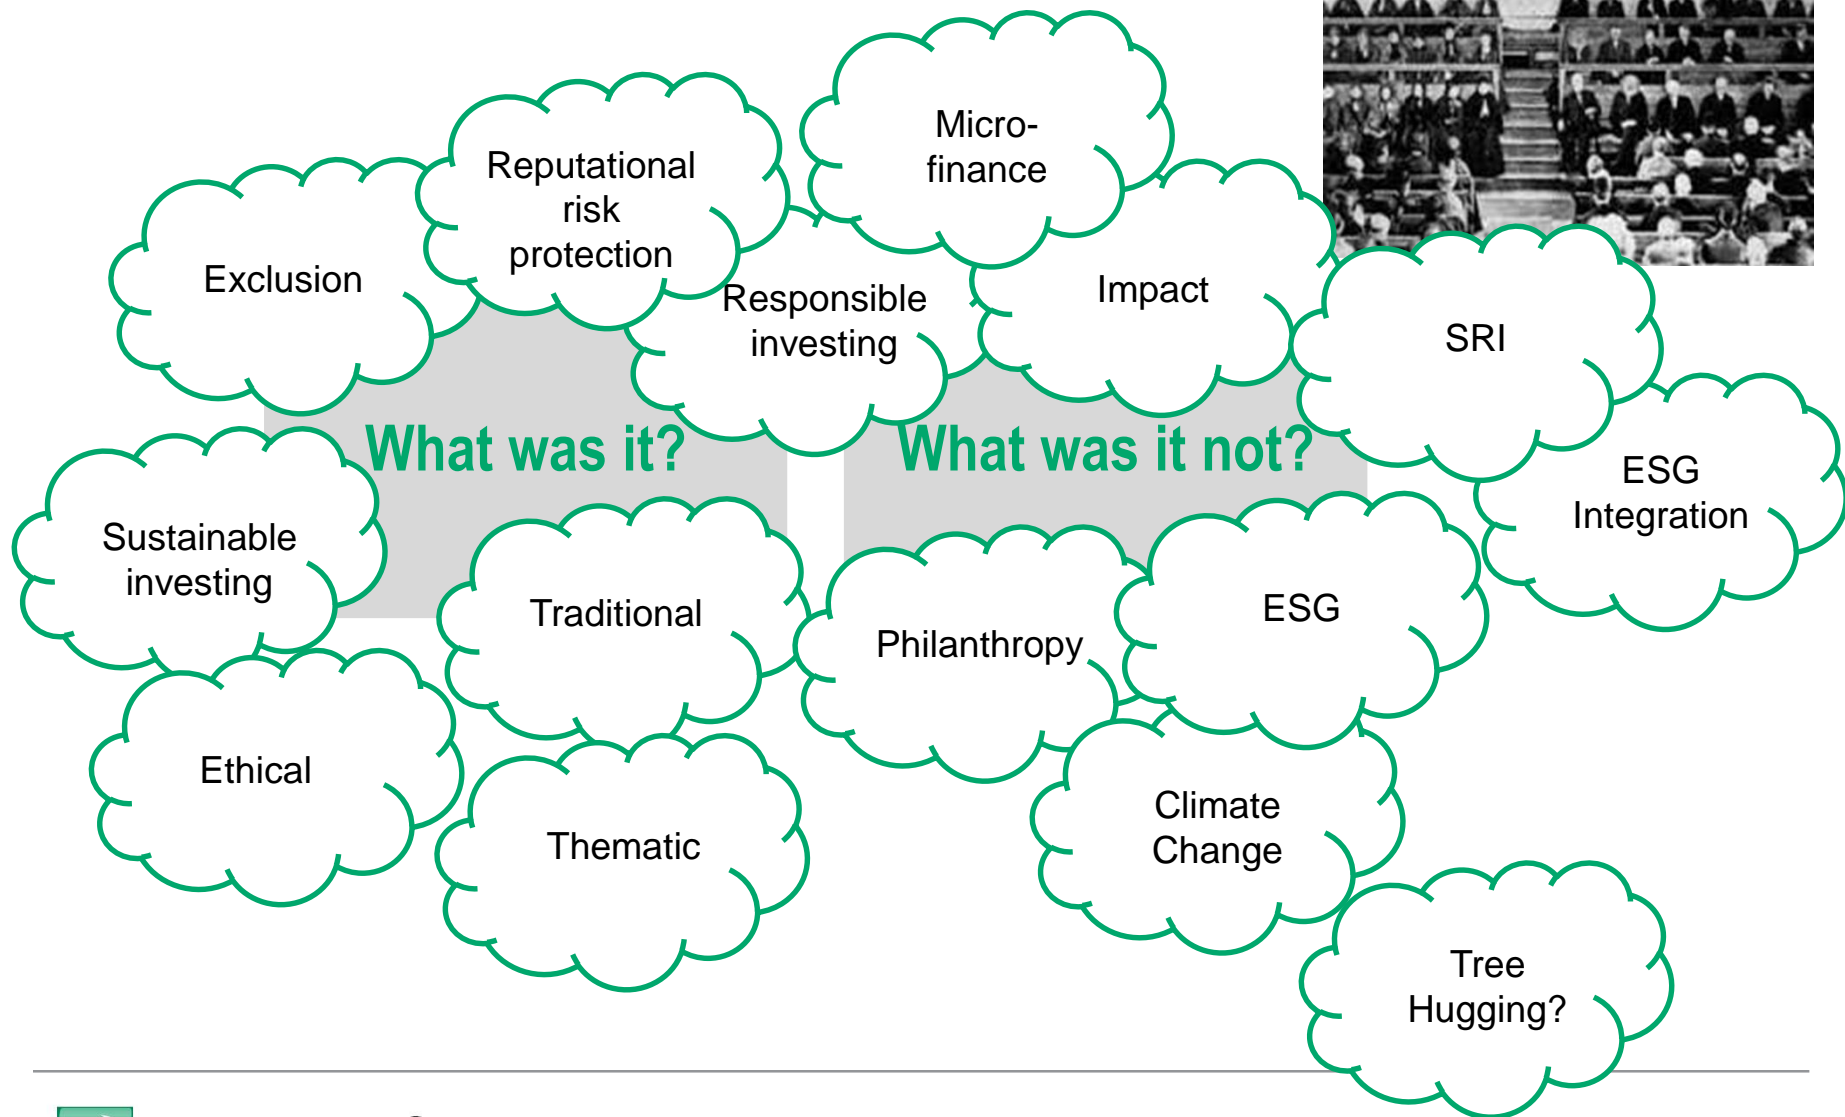 Micro-
finance
Reputational
risk
protection
Exclusion
Responsible
investing
Impact
SRI
What was it?
What was it not?
ESG
Integration
Sustainable
investing
Traditional
Philanthropy
ESG
Ethical
Thematic
Climate
Change
Tree
Hugging?